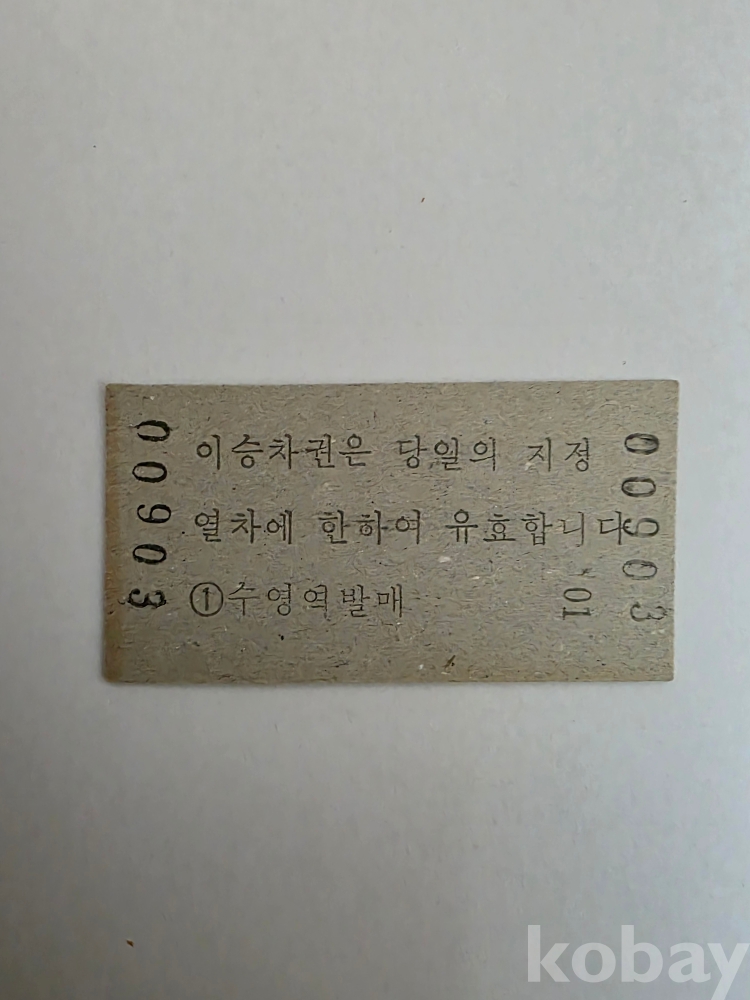 00903
이승차권은 당일의 지정
열차에 한하여 유효합니다
①수영역발매
'01
00903
kobay